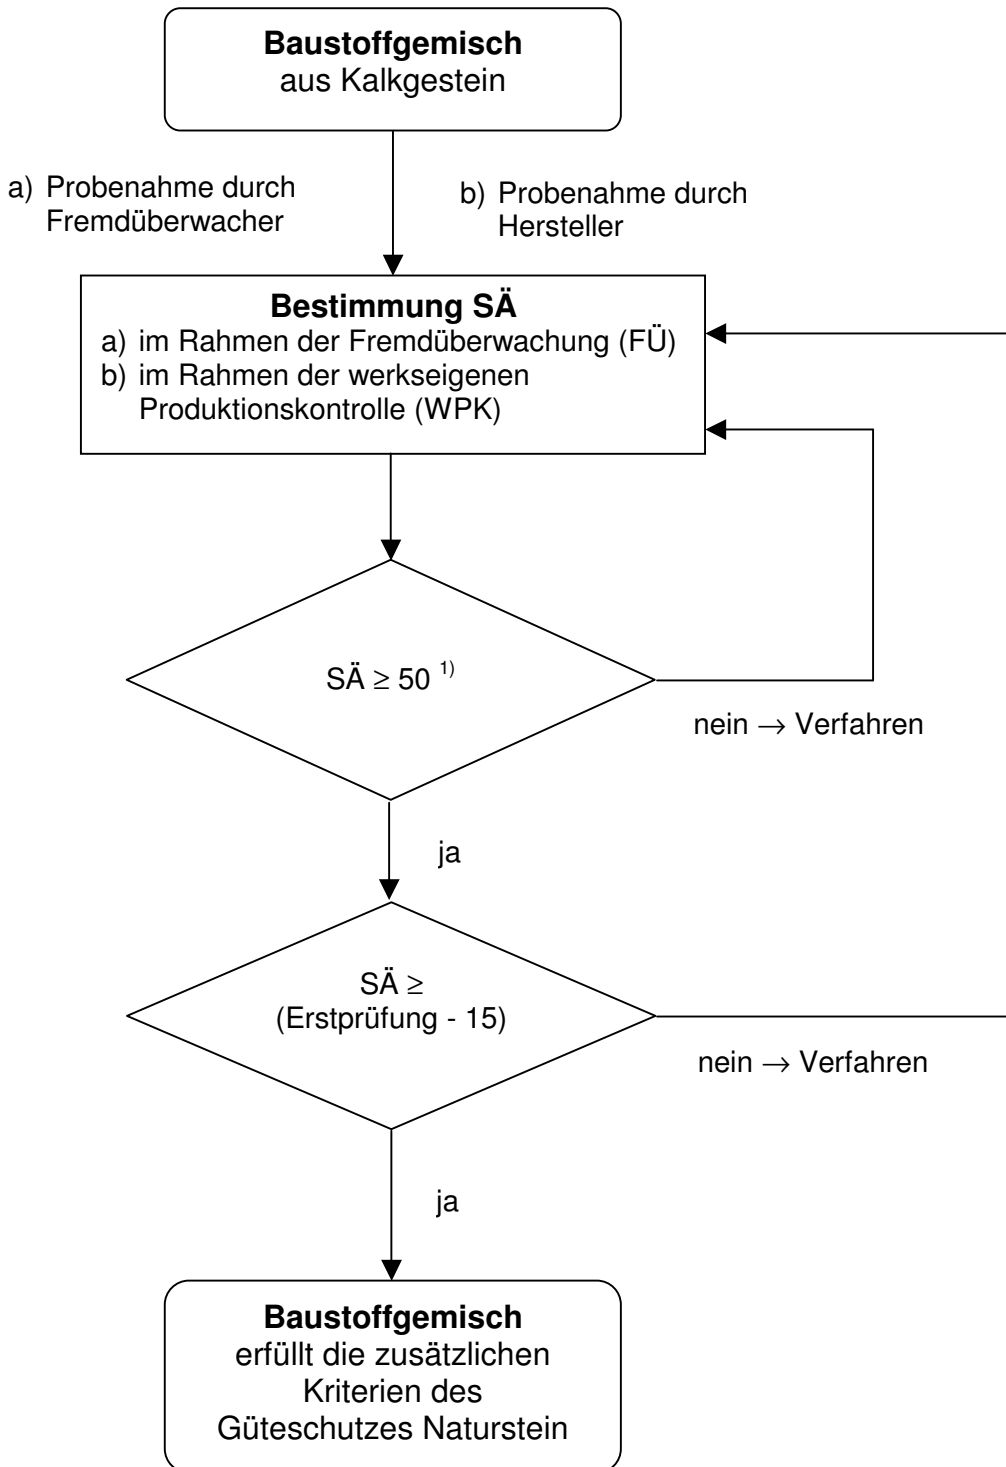 Baustoffgemisch
aus Kalkgestein
a) Probenahme durch
Fremdüberwacher
b) Probenahme durch
Hersteller
Bestimmung SÄ
a) im Rahmen der Fremdüberwachung (FÜ)
b) im Rahmen der werkseigenen
Produktionskontrolle (WPK)
SÄ ≥ 50 ¹⁾
nein → Verfahren
ja
SÄ ≥
(Erstprüfung - 15)
nein → Verfahren
ja
Baustoffgemisch
erfüllt die zusätzlichen
Kriterien des
Güteschutzes Naturstein